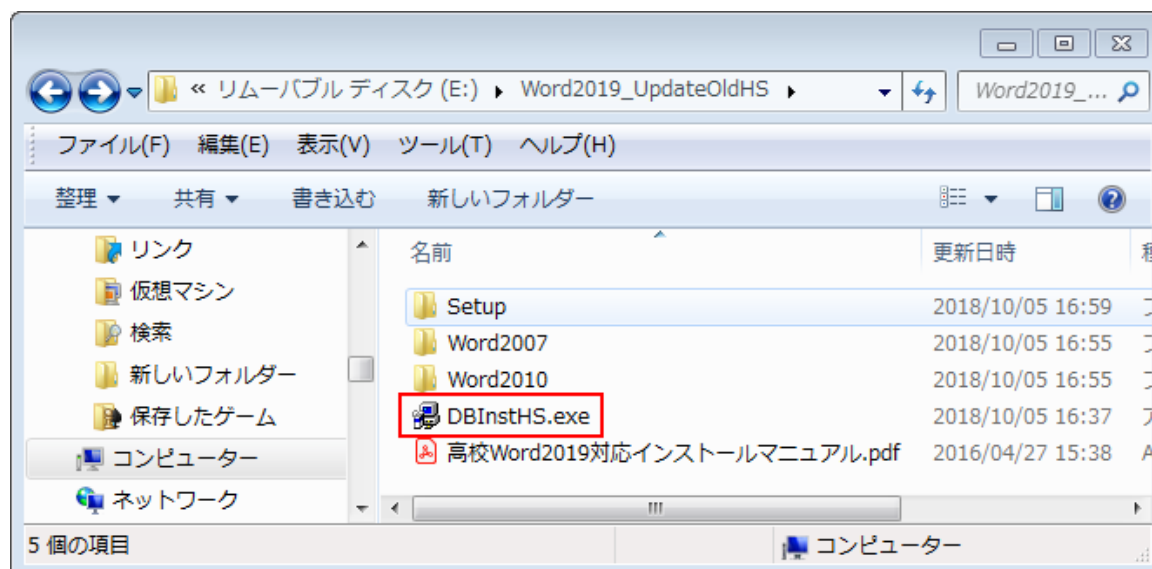 « リムーバブル ディスク (E:) ▸ Word2019_UpdateOldHS ▸ Word2019_...
ファイル(F) 編集(E) 表示(V) ツール(T) ヘルプ(H)
整理 共有 書き込む 新しいフォルダー
リンク
仮想マシン
検索
新しいフォルダー
保存したゲーム
コンピューター
ネットワーク
名前 更新日時
Setup 2018/10/05 16:59
Word2007 2018/10/05 16:55
Word2010 2018/10/05 16:55
DBInstHS.exe 2018/10/05 16:37
高校Word2019対応インストールマニュアル.pdf 2016/04/27 15:38
5 個の項目 コンピューター